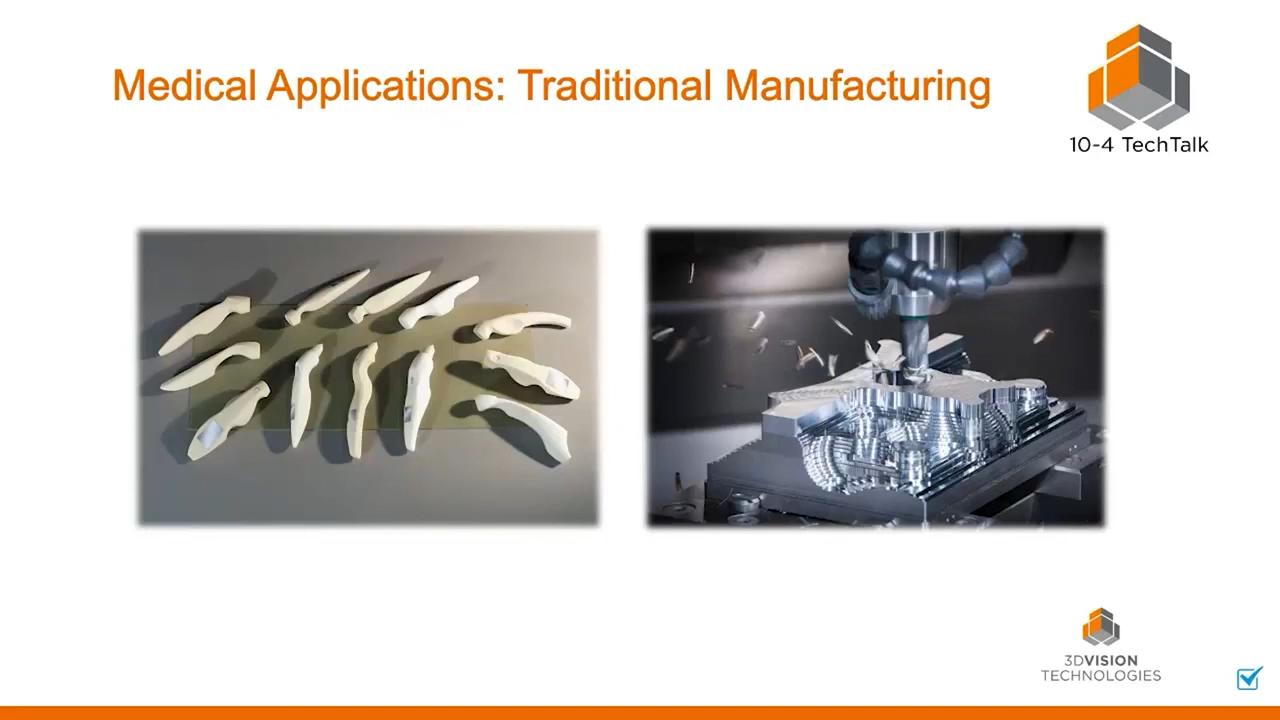 Medical Applications: Traditional Manufacturing
10-4 TechTalk
3DVISION
TECHNOLOGIES